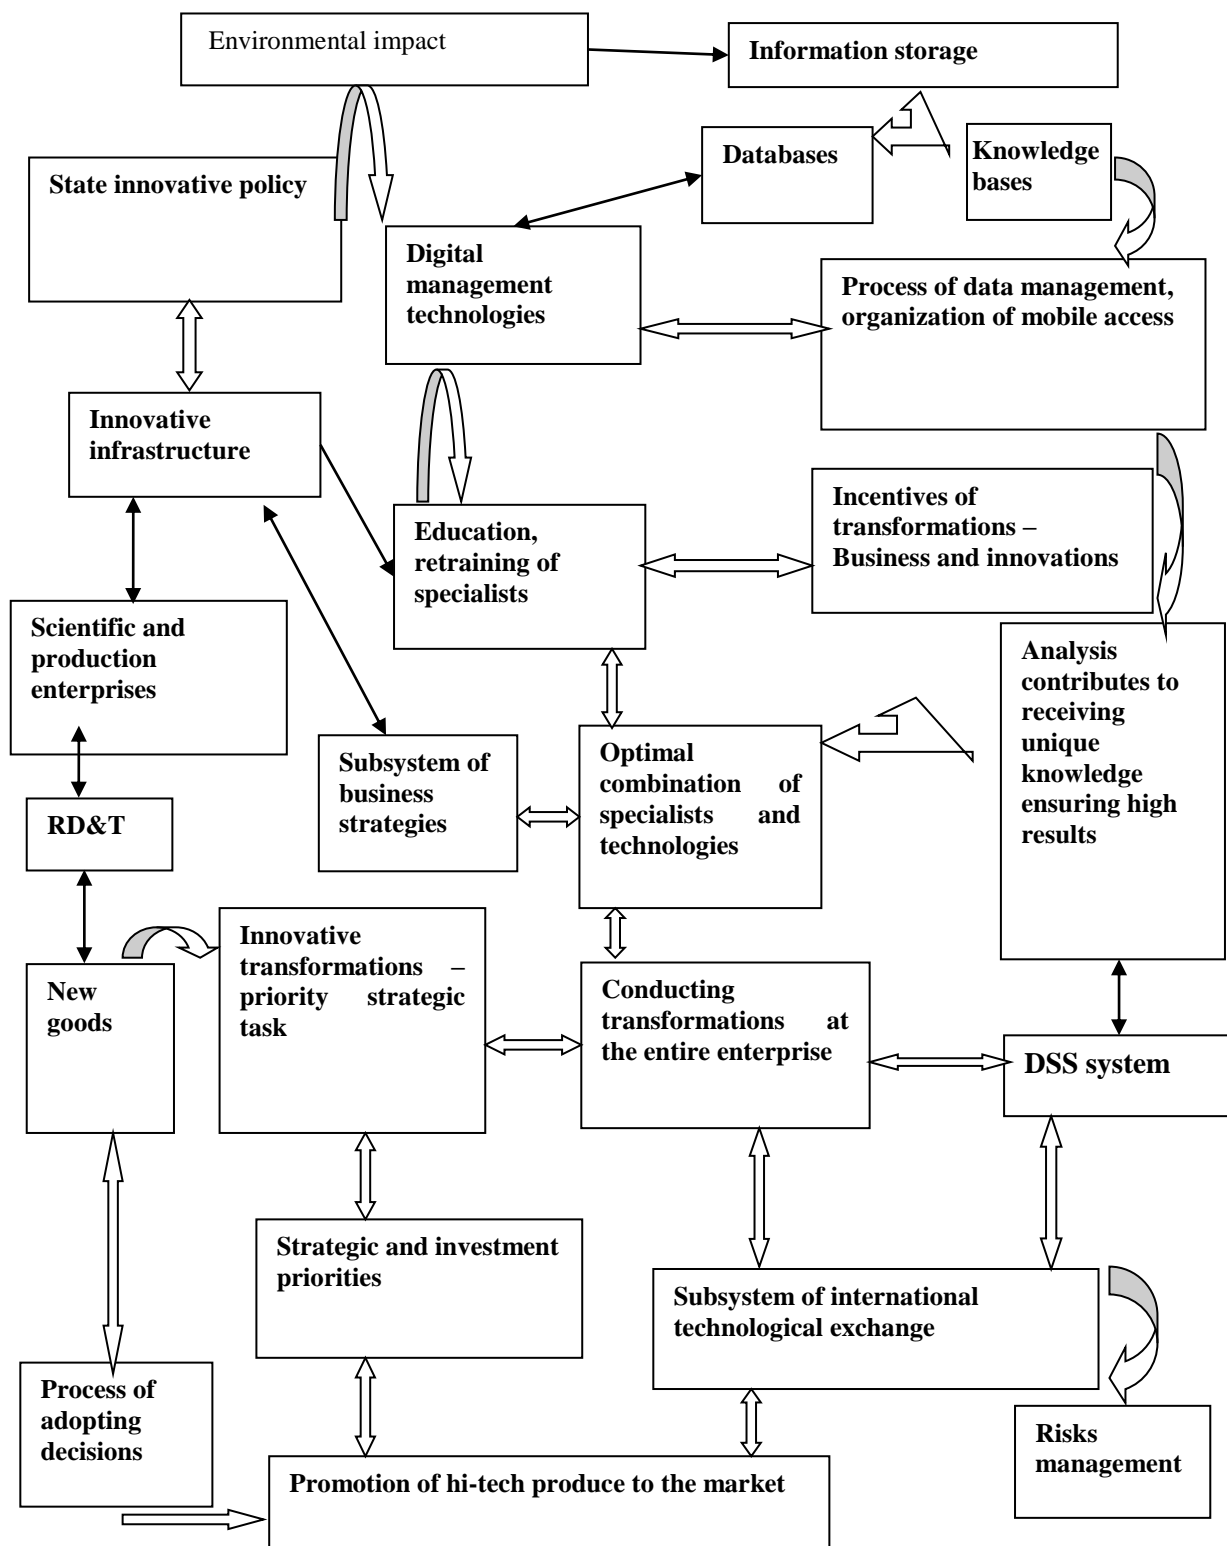 Environmental impact
Information storage
Databases
Knowledge
bases
State innovative policy
Digital
management
technologies
Process of data management,
organization of mobile access
Innovative
infrastructure
Incentives of
transformations –
Business and innovations
Education,
retraining of
specialists
Scientific and
production
enterprises
Analysis
contributes to
receiving
unique
knowledge
ensuring high
results
Subsystem of
business
strategies
Optimal
combination of
specialists and
technologies
RD&T
Innovative
transformations –
priority strategic
task
New
goods
Conducting
transformations at
the entire enterprise
DSS system
Strategic and investment
priorities
Subsystem of international
technological exchange
Process of
adopting
decisions
Risks
management
Promotion of hi-tech produce to the market